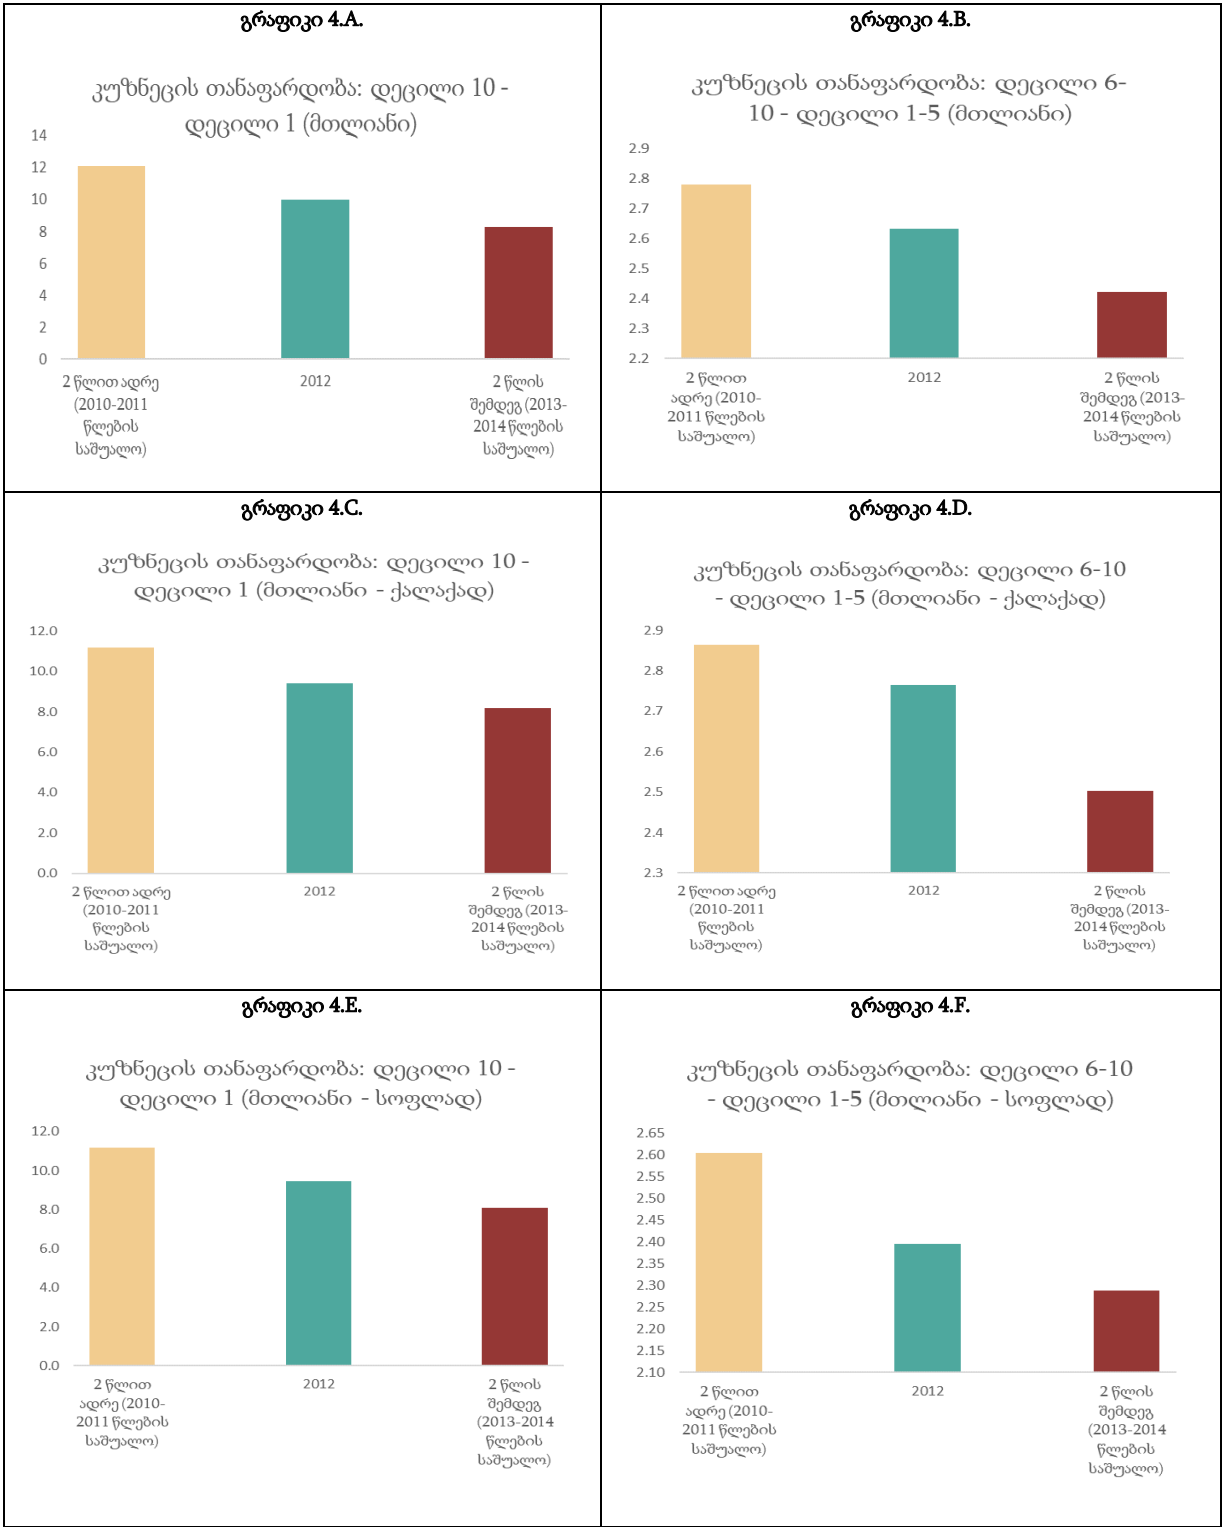 გრაფიკი 4.A.
კუზნეცის თანაფარდობა: დეცილი 10 -
დეცილი 1 (მთლიანი)
14
12
10
8
6
4
2
0
2 წლით ადრე
(2010-2011
წლების
საშუალო)
2012
2 წლის
შემდეგ (2013-
2014 წლების
საშუალო)
გრაფიკი 4.B.
კუზნეცის თანაფარდობა: დეცილი 6-
10 - დეცილი 1-5 (მთლიანი)
2.9
2.8
2.7
2.6
2.5
2.4
2.3
2.2
2 წლით
ადრე (2010-
2011 წლების
საშუალო)
2012
2 წლის
შემდეგ (2013-
2014 წლების
საშუალო)
გრაფიკი 4.C.
კუზნეცის თანაფარდობა: დეცილი 10 -
დეცილი 1 (მთლიანი - ქალაქად)
12.0
10.0
8.0
6.0
4.0
2.0
0.0
2 წლით ადრე
(2010-2011
წლების
საშუალო)
2012
2 წლის
შემდეგ (2013-
2014 წლების
საშუალო)
გრაფიკი 4.D.
კუზნეცის თანაფარდობა: დეცილი 6-10
- დეცილი 1-5 (მთლიანი - ქალაქად)
2.9
2.8
2.7
2.6
2.5
2.4
2.3
2 წლით ადრე
(2010-2011
წლების
საშუალო)
2012
2 წლის
შემდეგ (2013-
2014 წლების
საშუალო)
გრაფიკი 4.E.
კუზნეცის თანაფარდობა: დეცილი 10 -
დეცილი 1 (მთლიანი - სოფლად)
12.0
10.0
8.0
6.0
4.0
2.0
0.0
2 წლით
ადრე (2010-
2011 წლების
საშუალო)
2012
2 წლის
შემდეგ
(2013-2014
წლების
საშუალო)
გრაფიკი 4.F.
კუზნეცის თანაფარდობა: დეცილი 6-10
- დეცილი 1-5 (მთლიანი - სოფლად)
2.65
2.60
2.55
2.50
2.45
2.40
2.35
2.30
2.25
2.20
2.15
2.10
2 წლით
ადრე (2010-
2011 წლების
საშუალო)
2012
2 წლის
შემდეგ
(2013-2014
წლების
საშუალო)